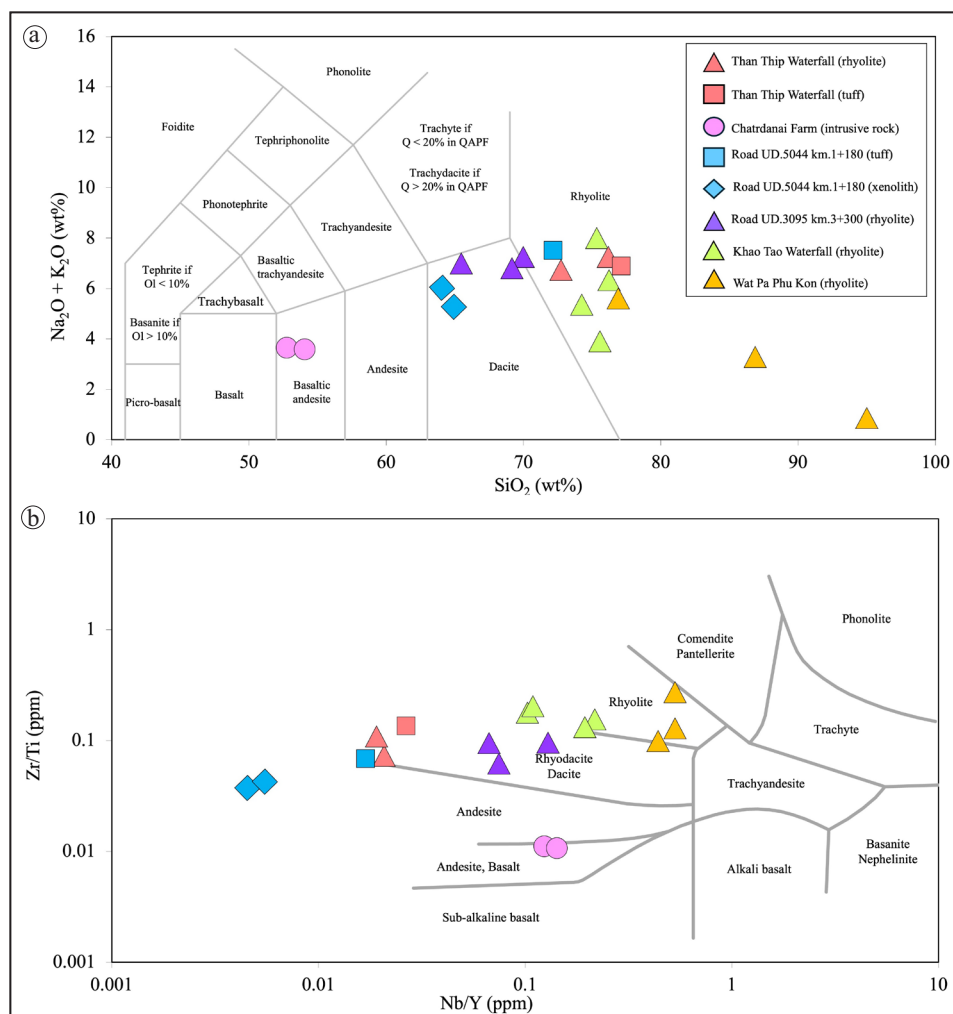 a
16
14
12
10
8
6
4
2
0
Na₂O + K₂O (wt%)
40
50
60
70
80
90
100
SiO₂ (wt%)
Phonolite
Foidite
Tephriphonolite
Trachyte if
Q < 20% in QAPF
Trachydacite if
Q > 20% in QAPF
Rhyolite
Phonotephrite
Trachyandesite
Basaltic
trachyandesite
Tephrite if
Ol < 10%
Trachybasalt
Basanite if
Ol > 10%
Picro-basalt
Basalt
Basaltic
andesite
Andesite
Dacite
Than Thip Waterfall (rhyolite)
Than Thip Waterfall (tuff)
Chatrdanai Farm (intrusive rock)
Road UD.5044 km.1+180 (tuff)
Road UD.5044 km.1+180 (xenolith)
Road UD.3095 km.3+300 (rhyolite)
Khao Tao Waterfall (rhyolite)
Wat Pa Phu Kon (rhyolite)
b
10
1
0.1
0.01
0.001
Zr/Ti (ppm)
0.001
0.01
0.1
1
10
Nb/Y (ppm)
Phonolite
Comendite
Pantellerite
Rhyolite
Trachyte
Rhyodacite
Dacite
Trachyandesite
Andesite
Andesite, Basalt
Alkali basalt
Basanite
Nephelinite
Sub-alkaline basalt